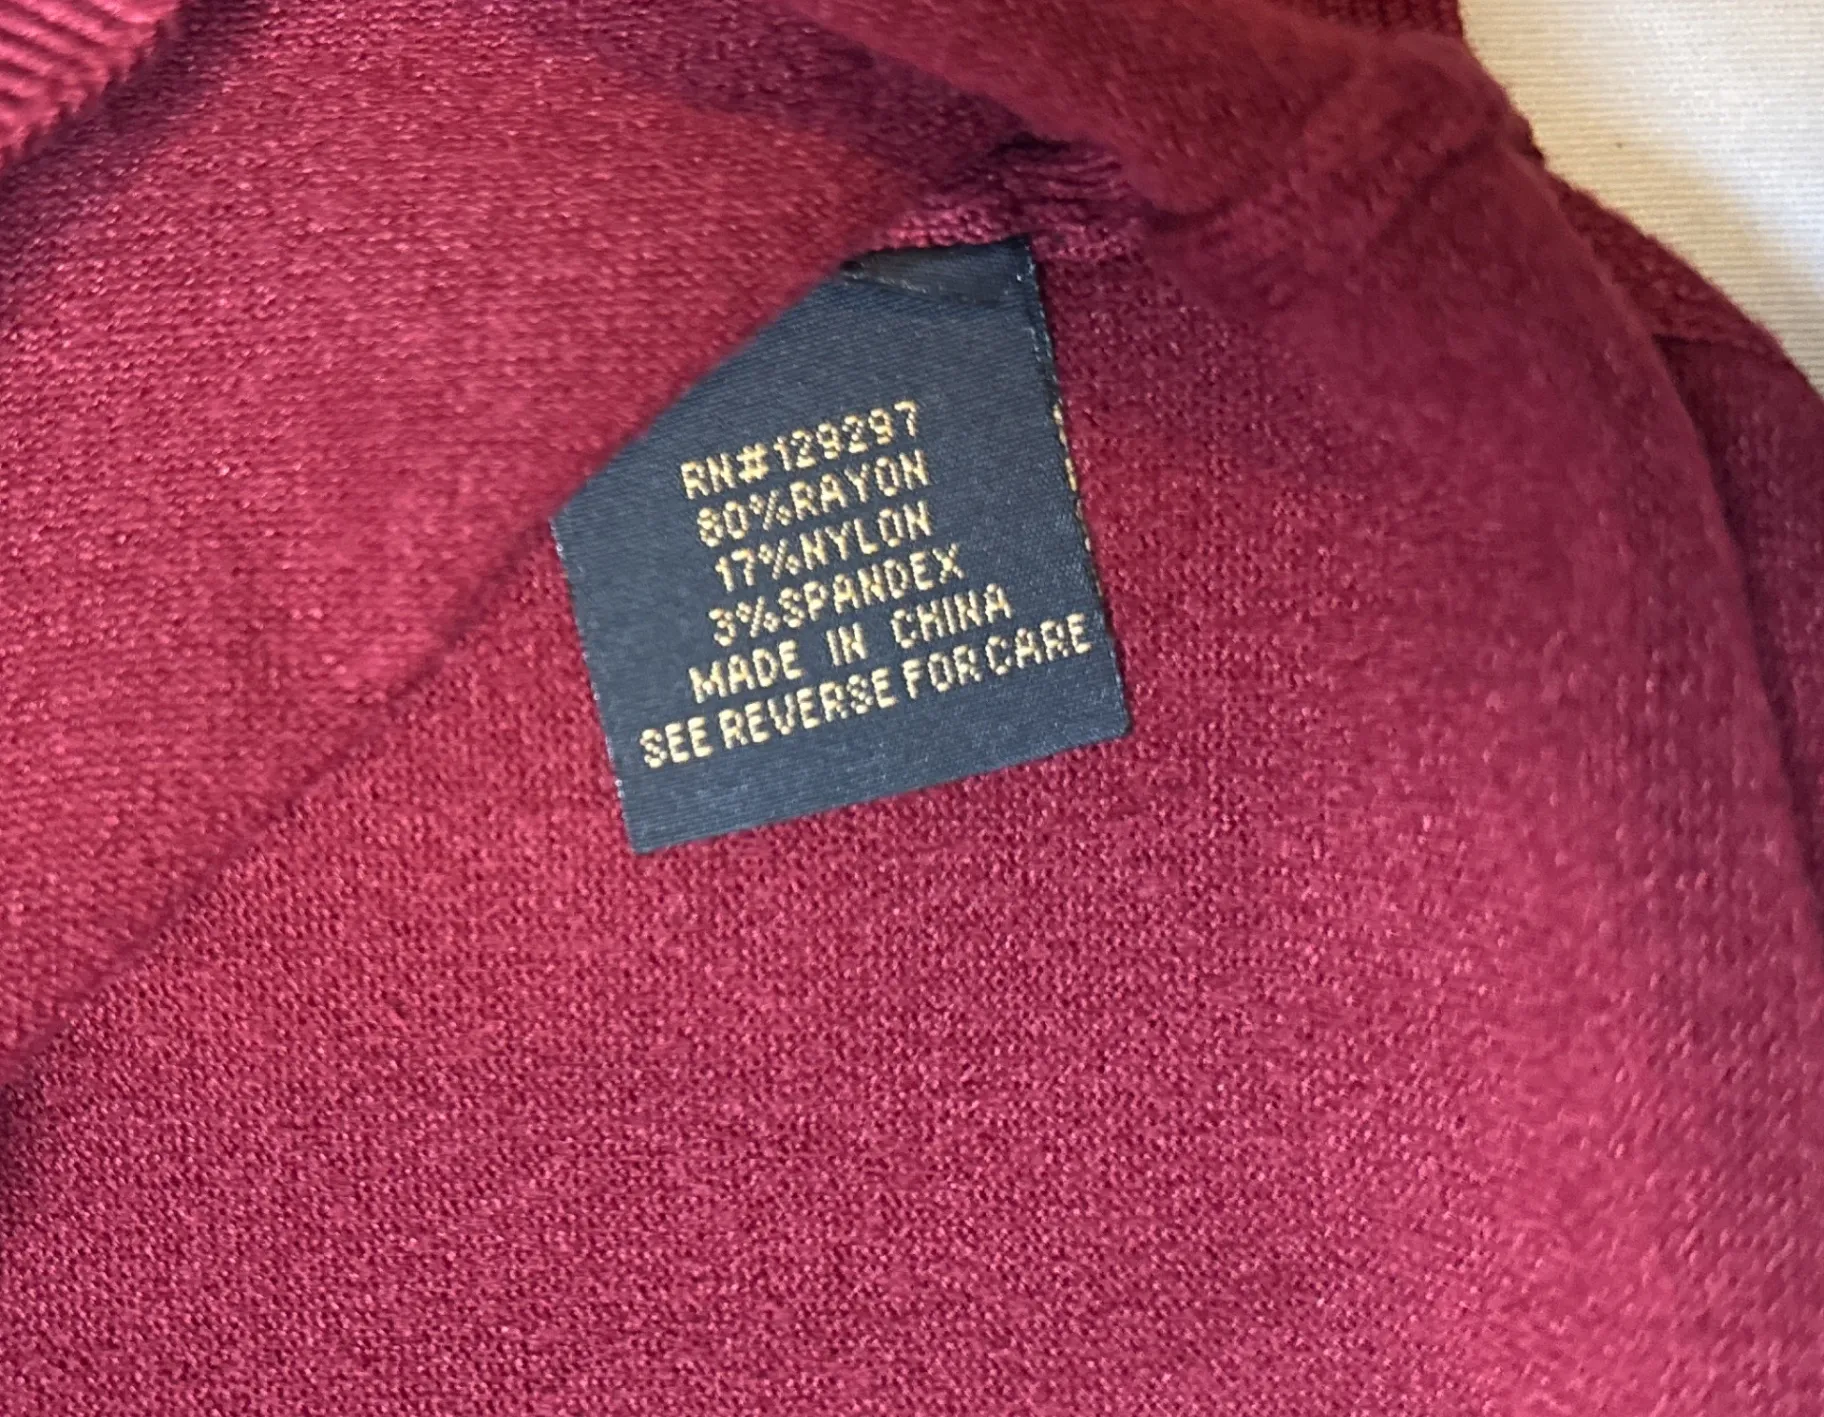 RN#129297
80%RAYON
17%NYLON
3%SPANDEX
MADE IN CHINA
SEE REVERSE FOR CARE